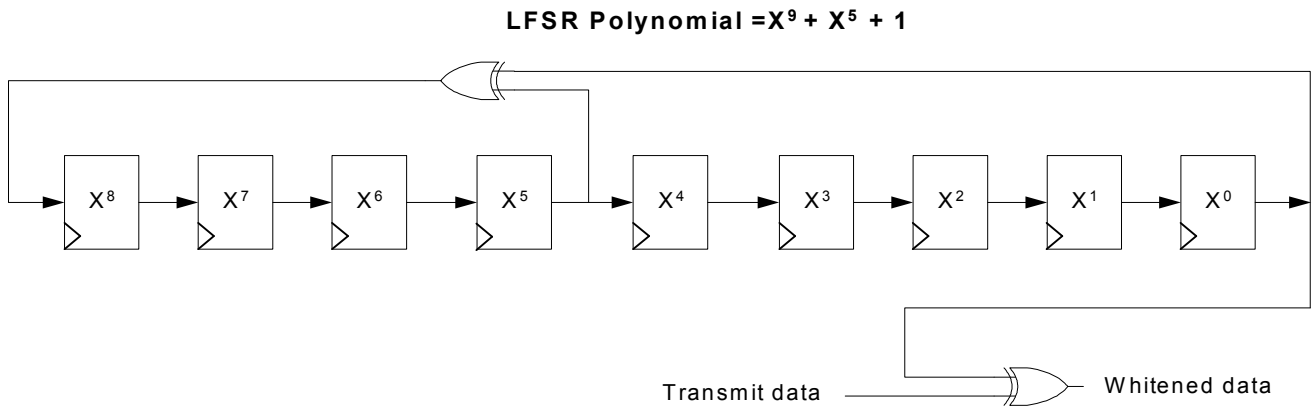 LFSR Polynomial =X⁹ + X⁵ + 1
X⁸ X⁷ X⁶ X⁵ X⁴ X³ X² X¹ X⁰
Transmit data
Whitened data